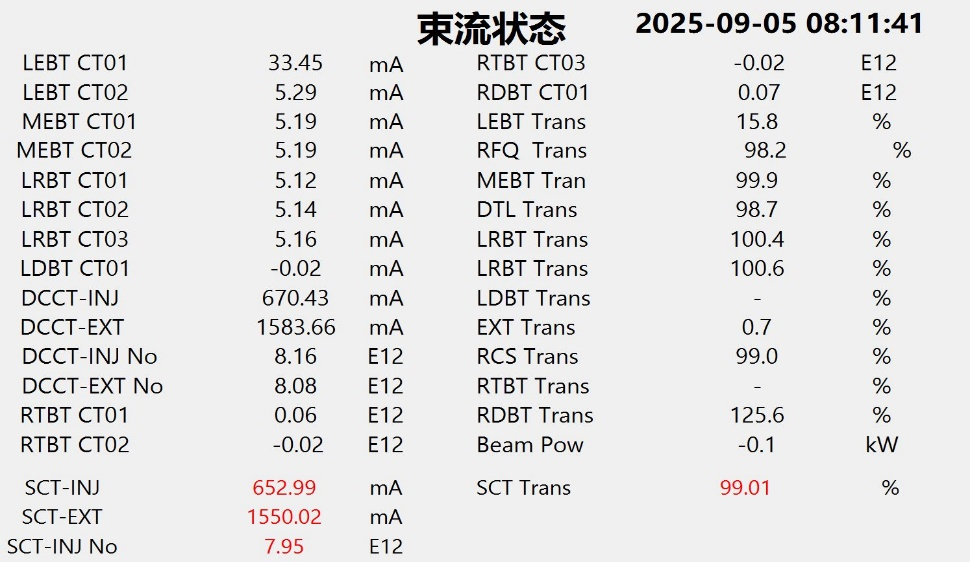 束流状态 2025-09-05 08:11:41
LEBT CT01 33.45 mA RTBT CT03 -0.02 E12
LEBT CT02 5.29 mA RDBT CT01 0.07 E12
MEBT CT01 5.19 mA LEBT Trans 15.8 %
MEBT CT02 5.19 mA RFQ Trans 98.2 %
LRBT CT01 5.12 mA MEBT Tran 99.9 %
LRBT CT02 5.14 mA DTL Trans 98.7 %
LRBT CT03 5.16 mA LRBT Trans 100.4 %
LDBT CT01 -0.02 mA LRBT Trans 100.6 %
DCCT-INJ 670.43 mA LDBT Trans - %
DCCT-EXT 1583.66 mA EXT Trans 0.7 %
DCCT-INJ No 8.16 E12 RCS Trans 99.0 %
DCCT-EXT No 8.08 E12 RTBT Trans - %
RTBT CT01 0.06 E12 RDBT Trans 125.6 %
RTBT CT02 -0.02 E12 Beam Pow -0.1 kW
SCT-INJ 652.99 mA SCT Trans 99.01 %
SCT-EXT 1550.02 mA
SCT-INJ No 7.95 E12